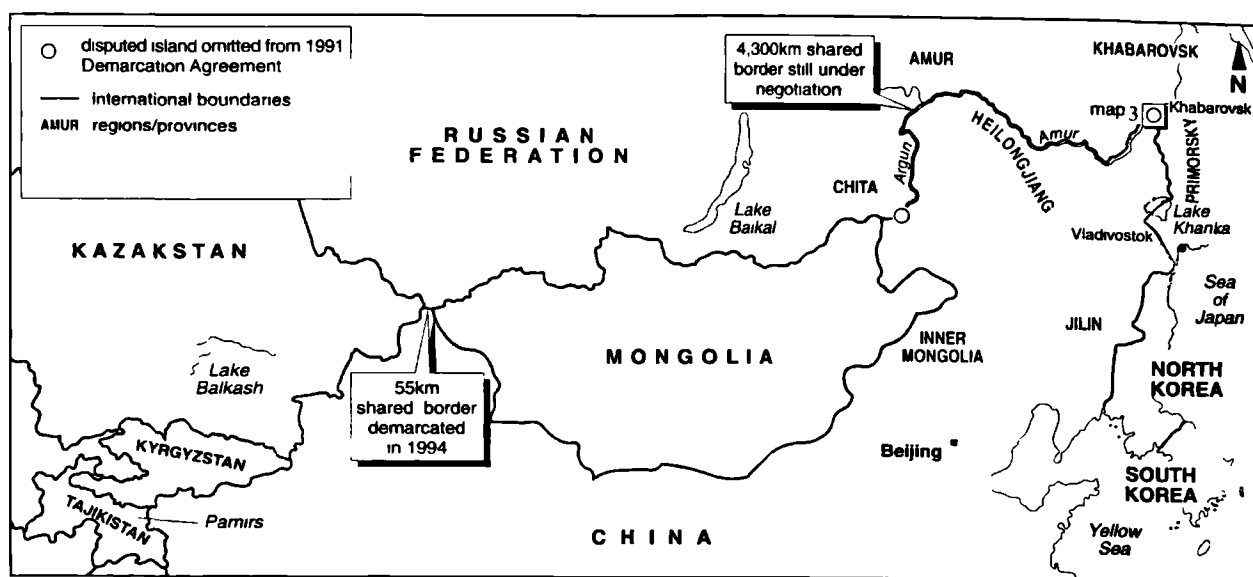 disputed island omitted from 1991
Demarcation Agreement
international boundaries
AMUR regions/provinces
4,300km shared
border still under
negotiation
AMUR
KHABAROVSK
N
map 3
Khabarovsk
RUSSIAN
FEDERATION
HEILONGJIANG
Amur
PRIMORSKY
Argun
CHITA
Lake
Baikal
Lake
Khanka
Vladivostok
KAZAKSTAN
Sea
of
Japan
JILIN
INNER
MONGOLIA
MONGOLIA
Lake
Balkash
55km
shared border
demarcated
in 1994
NORTH
KOREA
KYRGYZSTAN
Beijing
SOUTH
KOREA
TAJIKISTAN
Pamirs
CHINA
Yellow
Sea